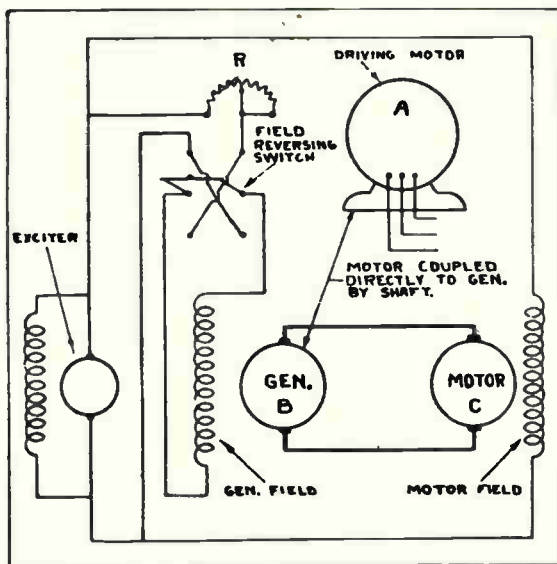 DRIVING MOTOR
R
A
FIELD
REVERSING
SWITCH
EXCITER
MOTOR COUPLED
DIRECTLY TO GEN.
BY SHAFT.
GEN.
B
MOTOR
C
GEN. FIELD
MOTOR FIELD